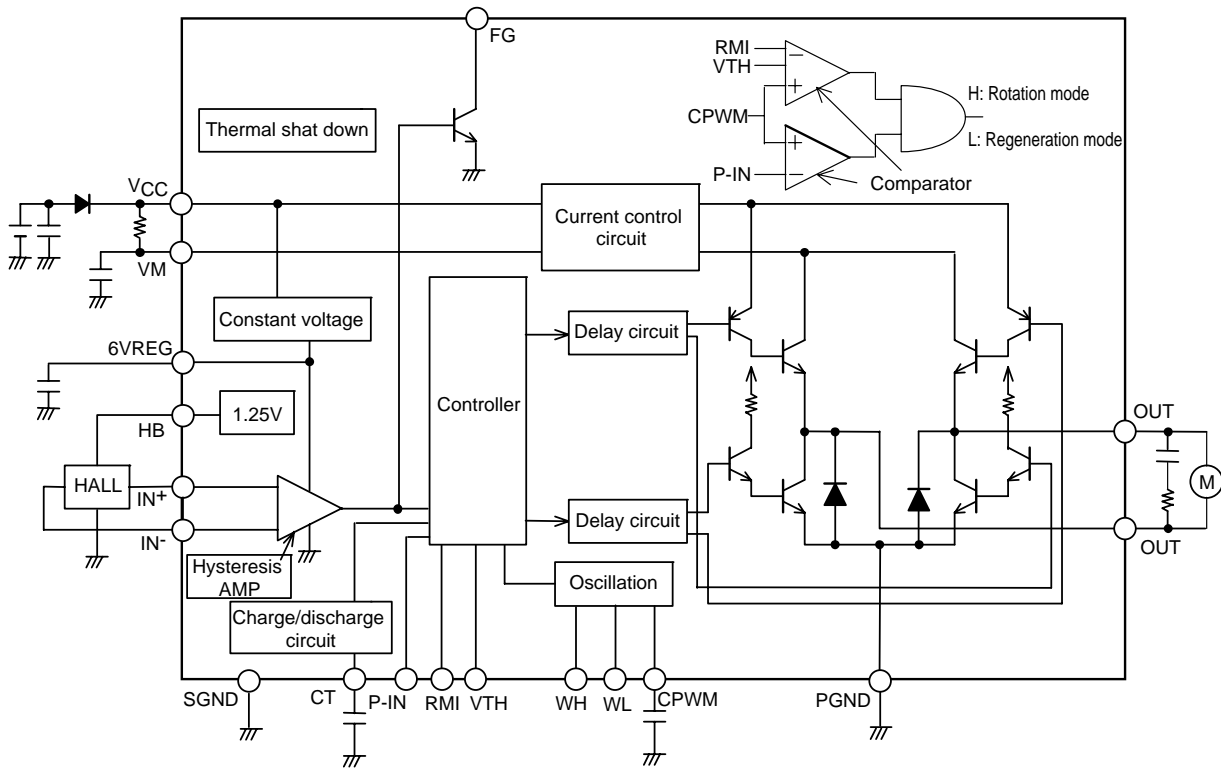 FG
RMI
VTH
CPWM
P-IN
H: Rotation mode
L: Regeneration mode
Comparator
Thermal shat down
VCC
VM
Current control
circuit
Constant voltage
6VREG
1.25V
HB
HALL
IN+
IN-
Hysteresis
AMP
Controller
Delay circuit
Delay circuit
Oscillation
Charge/discharge
circuit
OUT
M
OUT
SGND
CT
P-IN
RMI
VTH
WH
WL
CPWM
PGND